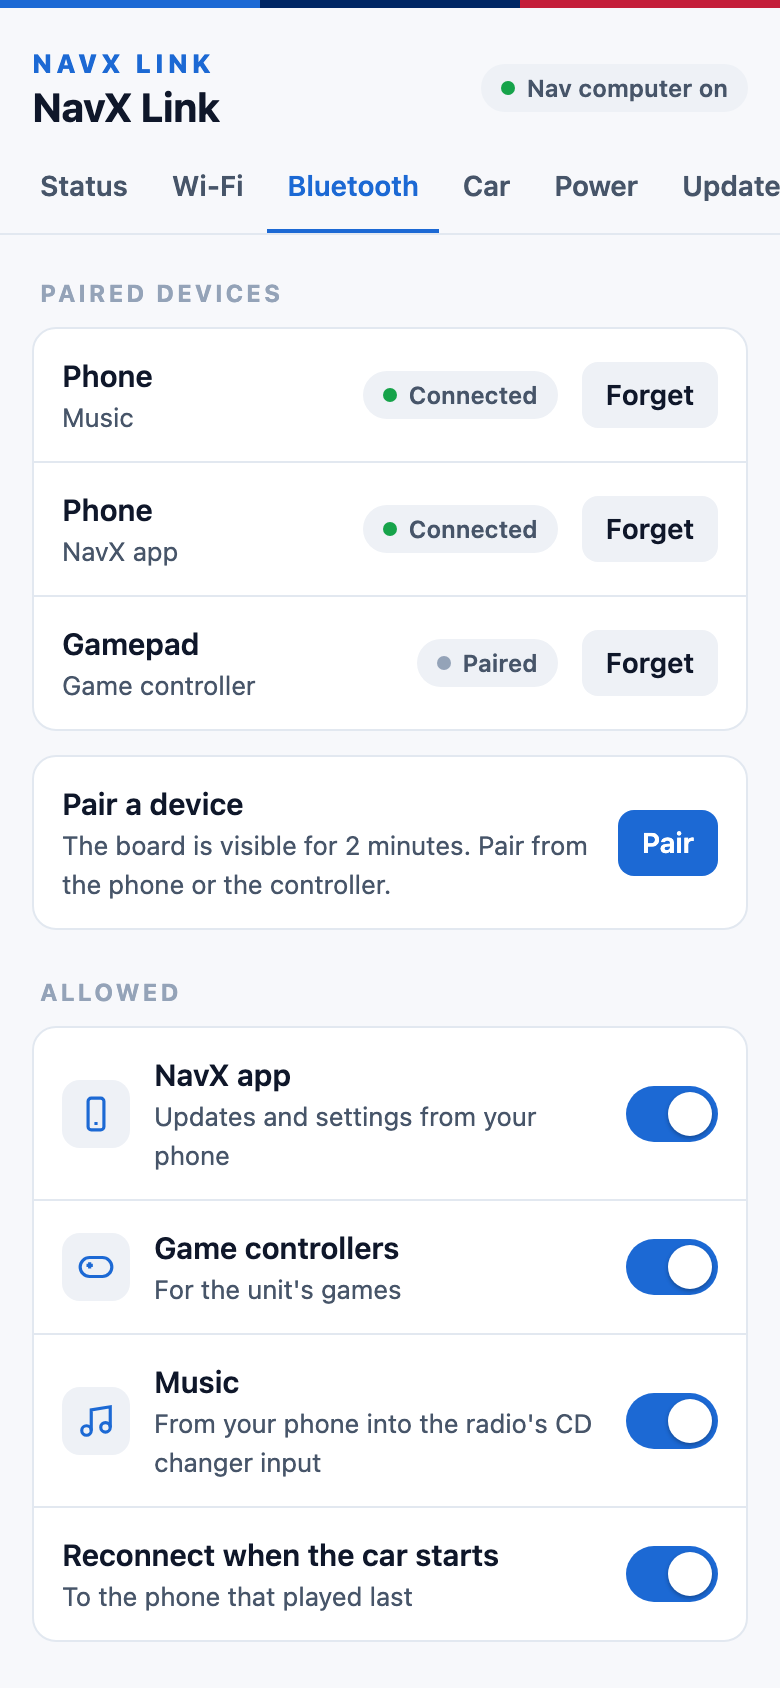 NAVX LINK
NavX Link
Nav computer on
Status Wi-Fi Bluetooth Car Power Update
PAIRED DEVICES
Phone
Music
Connected
Forget
Phone
NavX app
Connected
Forget
Gamepad
Game controller
Paired
Forget
Pair a device
The board is visible for 2 minutes. Pair from
the phone or the controller.
Pair
ALLOWED
NavX app
Updates and settings from your
phone
Game controllers
For the unit's games
Music
From your phone into the radio's CD
changer input
Reconnect when the car starts
To the phone that played last